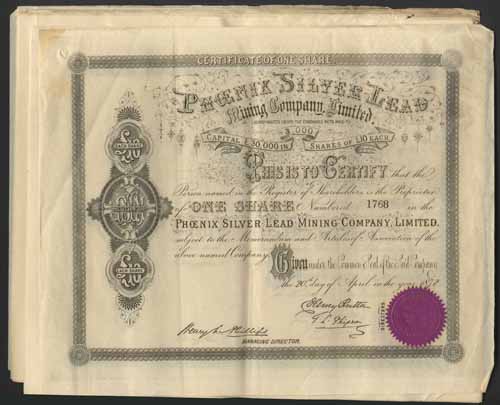 CERTIFICATE OF ONE SHARE.
PHŒNIX SILVER LEAD
Mining Company, Limited.
3,000
CAPITAL £30,000 IN SHARES OF £10 EACH
This is to Certify that the
Person named in the Register of Shareholders is the Proprietor
of ONE SHARE Numbered 1768 in the
PHŒNIX SILVER LEAD MINING COMPANY, LIMITED.
subject to the Memorandum and Articles of Association of the
above named Company.
Given under the Common Seal of the said Company
the 20th day of April in the year
£10
EACH SHARE
£10
EACH SHARE
DIRECTORS
MANAGING DIRECTOR.